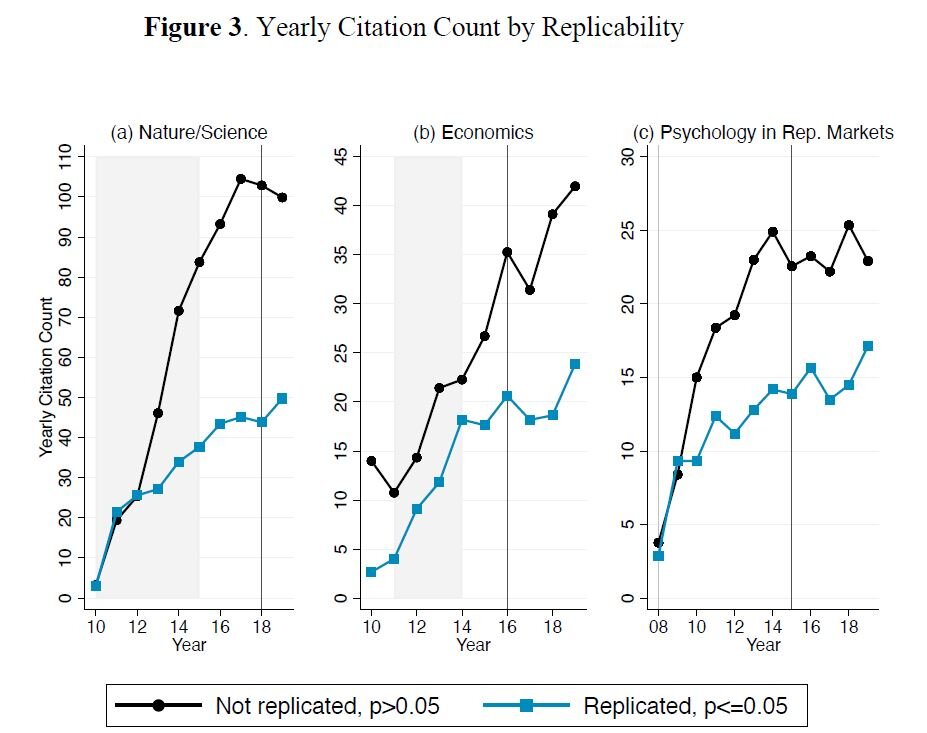 Figure 3. Yearly Citation Count by Replicability
(a) Nature/Science
Yearly Citation Count
110
100
90
80
70
60
50
40
30
20
10
0
10 12 14 16 18
Year
(b) Economics
45
40
35
30
25
20
15
10
5
0
10 12 14 16 18
Year
(c) Psychology in Rep. Markets
30
25
20
15
10
5
0
08 10 12 14 16 18
Year
Not replicated, p>0.05
Replicated, p<=0.05